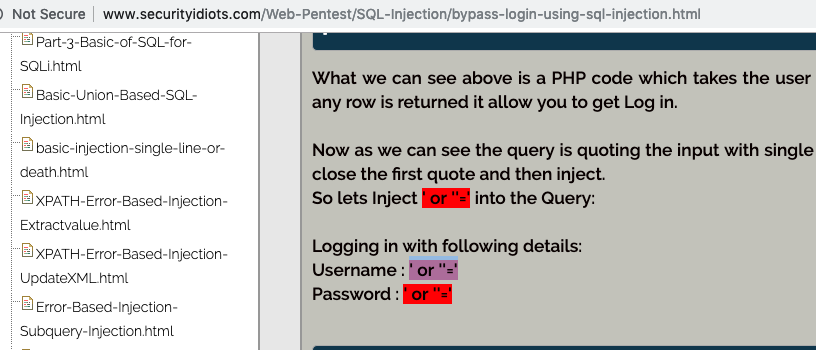 Not Secure
www.securityidiots.com/Web-Pentest/SQL-Injection/bypass-login-using-sql-injection.html
Part-3-Basic-of-SQL-for-
SQLi.html
Basic-Union-Based-SQL-
Injection.html
basic-injection-single-line-or-
death.html
XPATH-Error-Based-Injection-
Extractvalue.html
XPATH-Error-Based-Injection-
UpdateXML.html
Error-Based-Injection-
Subquery-Injection.html
What we can see above is a PHP code which takes the user
any row is returned it allow you to get Log in.
Now as we can see the query is quoting the input with single
close the first quote and then inject.
So lets Inject ' or ''=' into the Query:
Logging in with following details:
Username : ' or ''='
Password : ' or ''='